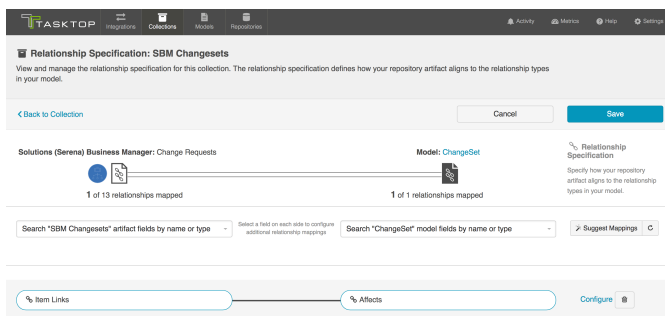 TASKTOP
Integrations
Collections
Models
Repositories
Activity
Metrics
Help
Settings
Relationship Specification: SBM Changesets
View and manage the relationship specification for this collection. The relationship specification defines how your repository artifact aligns to the relationship types
in your model.
Back to Collection
Cancel
Save
Solutions (Serena) Business Manager: Change Requests
Model: ChangeSet
1 of 13 relationships mapped
1 of 1 relationships mapped
Relationship
Specification
Specify how your repository
artifact aligns to the relationship
types in your model.
Search "SBM Changesets" artifact fields by name or type
Select a field on each side to configure
additional relationship mappings
Search "ChangeSet" model fields by name or type
Suggest Mappings
Item Links
Affects
Configure